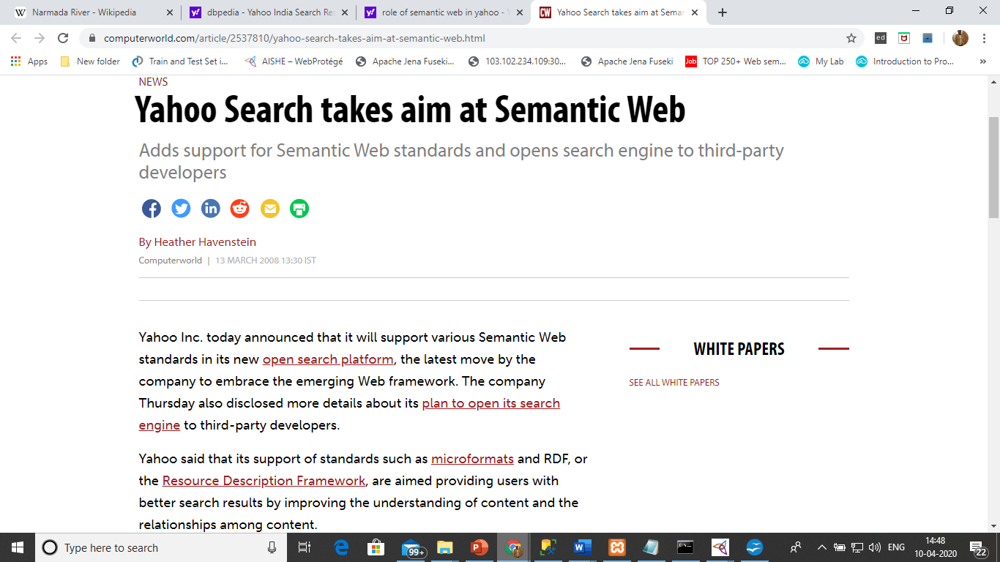 Narmada River - Wikipedia
dbpedia - Yahoo India Search Res
role of semantic web in yahoo - Y
Yahoo Search takes aim at Seman
computerworld.com/article/2537810/yahoo-search-takes-aim-at-semantic-web.html
Apps
New folder
Train and Test Set i...
AISHE – WebProtégé
Apache Jena Fuseki...
103.102.234.109:30...
Apache Jena Fuseki
TOP 250+ Web sem...
My Lab
Introduction to Pro...
NEWS
Yahoo Search takes aim at Semantic Web
Adds support for Semantic Web standards and opens search engine to third-party
developers
By Heather Havenstein
Computerworld | 13 MARCH 2008 13:30 IST
Yahoo Inc. today announced that it will support various Semantic Web
standards in its new open search platform, the latest move by the
company to embrace the emerging Web framework. The company
Thursday also disclosed more details about its plan to open its search
engine to third-party developers.
Yahoo said that its support of standards such as microformats and RDF, or
the Resource Description Framework, are aimed providing users with
better search results by improving the understanding of content and the
relationships among content.
WHITE PAPERS
SEE ALL WHITE PAPERS
Type here to search
99+
ENG
14:48
10-04-2020
22